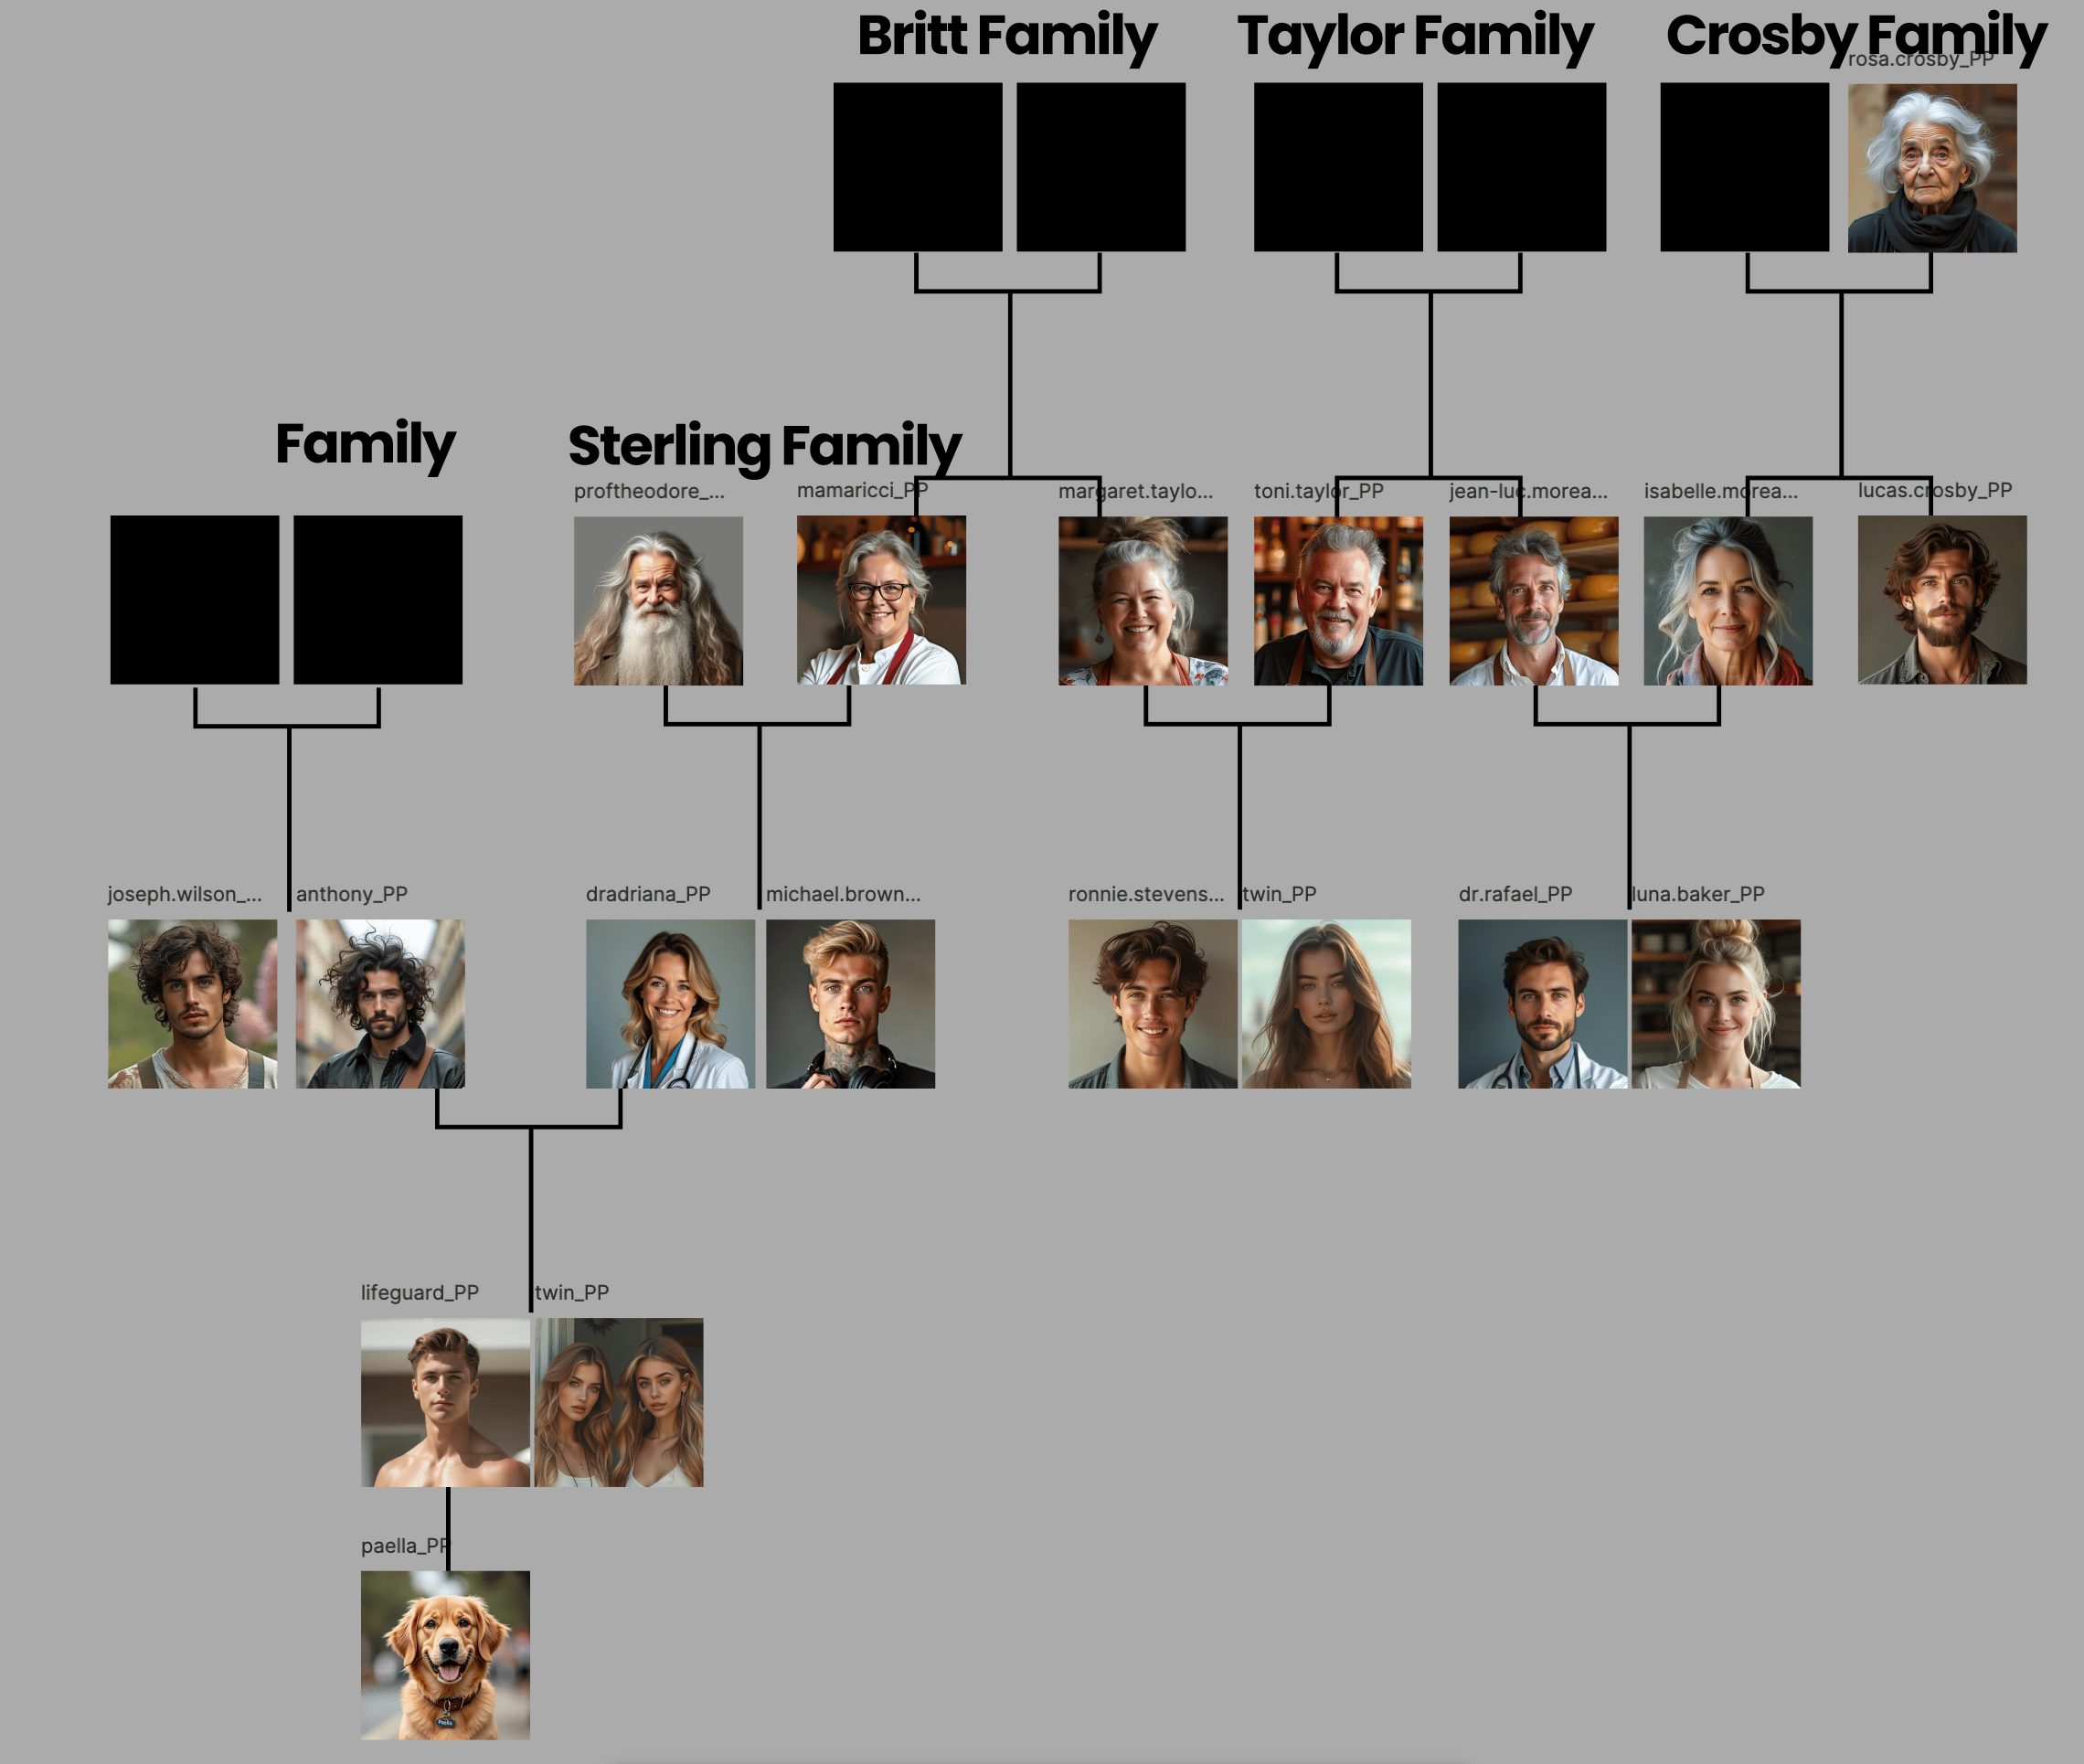 Britt Family
Taylor Family
Crosby Family
rosa.crosby_PP
Family
Sterling Family
proftheodore_...
mamaricci_PP
margaret.taylo...
toni.taylor_PP
jean-luc.morea...
isabelle.morea...
lucas.crosby_PP
joseph.wilson_...
anthony_PP
dradriana_PP
michael.brown...
ronnie.stevens...
twin_PP
dr.rafael_PP
luna.baker_PP
lifeguard_PP
twin_PP
paella_PP